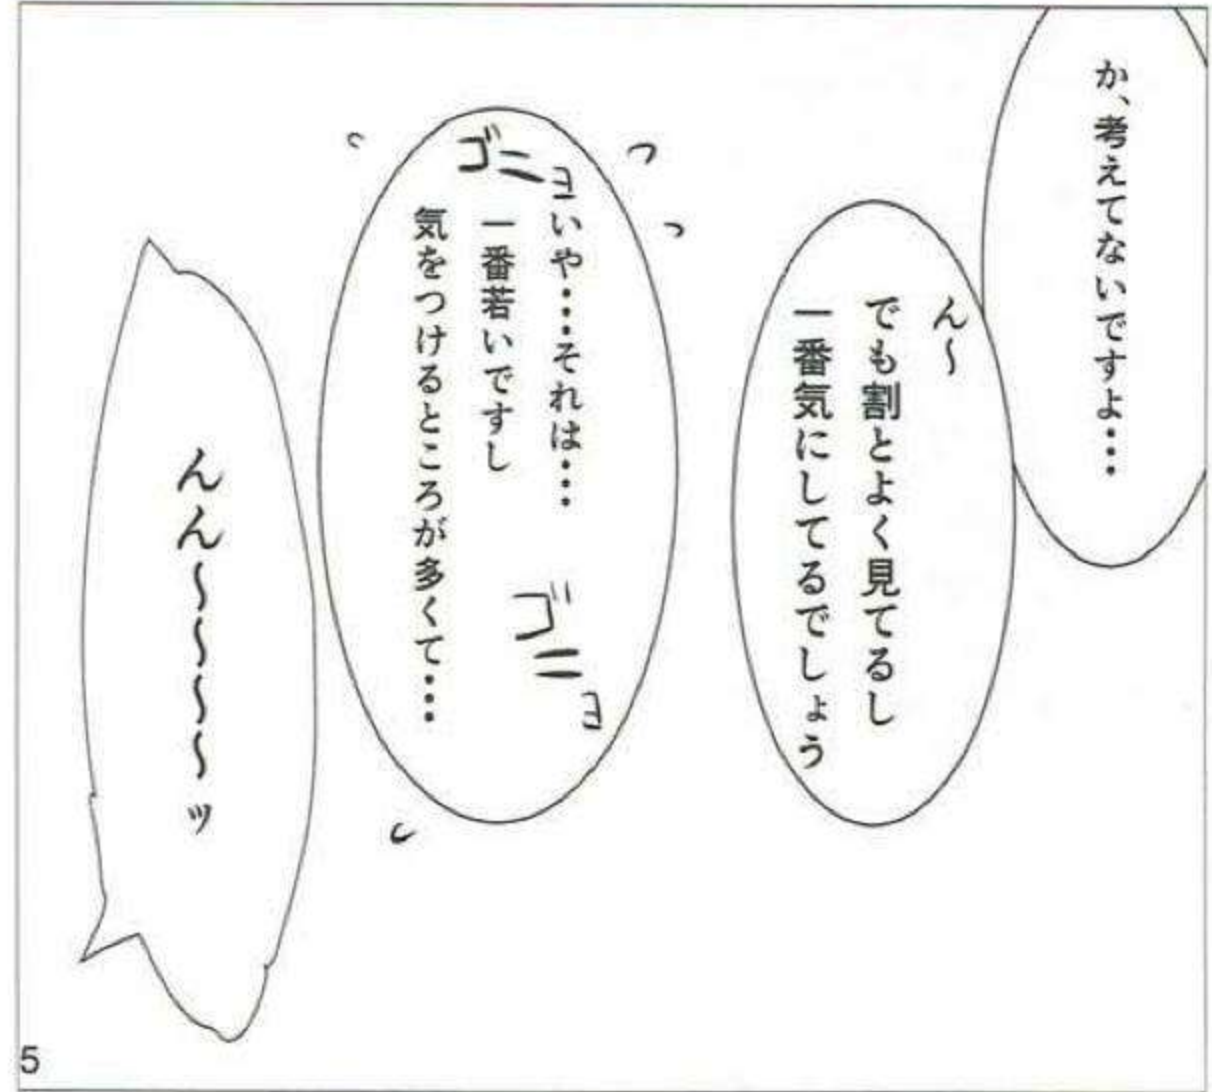 か、考えてないですよ・・・
ん〜
でも割とよく見てるし
一番気にしてるでしょう
ゴニョ
いや・・・それは・・・
一番若いですし
気をつけるところが多くて・・・
ゴニョ
んん〜〜〜〜ッ
5